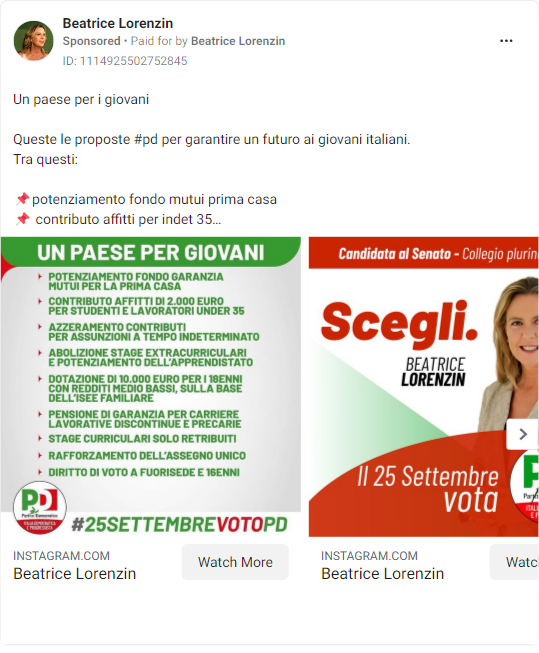 Beatrice Lorenzin
Sponsored • Paid for by Beatrice Lorenzin
ID: 1114925502752845
Un paese per i giovani
Queste le proposte #pd per garantire un futuro ai giovani italiani.
Tra questi:
📌potenziamento fondo mutui prima casa
📌 contributo affitti per indet 35...
UN PAESE PER GIOVANI
POTENZIAMENTO FONDO GARANZIA
MUTUI PER LA PRIMA CASA
CONTRIBUTO AFFITTI DI 2.000 EURO
PER STUDENTI E LAVORATORI UNDER 35
AZZERAMENTO CONTRIBUTI
PER ASSUNZIONI A TEMPO INDETERMINATO
ABOLIZIONE STAGE EXTRACURRICULARI
E POTENZIAMENTO DELL'APPRENDISTATO
DOTAZIONE DI 10.000 EURO PER I 18ENNI
CON REDDITI MEDIO BASSI, SULLA BASE
DELL'ISEE FAMILIARE
PENSIONE DI GARANZIA PER CARRIERE
LAVORATIVE DISCONTINUE E PRECARIE
STAGE CURRICULARI SOLO RETRIBUITI
RAFFORZAMENTO DELL'ASSEGNO UNICO
DIRITTO DI VOTO A FUORISEDE E 16ENNI
PD
Partito Democratico
ITALIA DEMOCRATICA
E PROGRESSISTA
#25SETTEMBREVOTOPD
INSTAGRAM.COM
Beatrice Lorenzin
Watch More
Candidata al Senato - Collegio plurin
Scegli.
BEATRICE
LORENZIN
Il 25 Settembre
vota
INSTAGRAM.COM
Beatrice Lorenzin
Watc